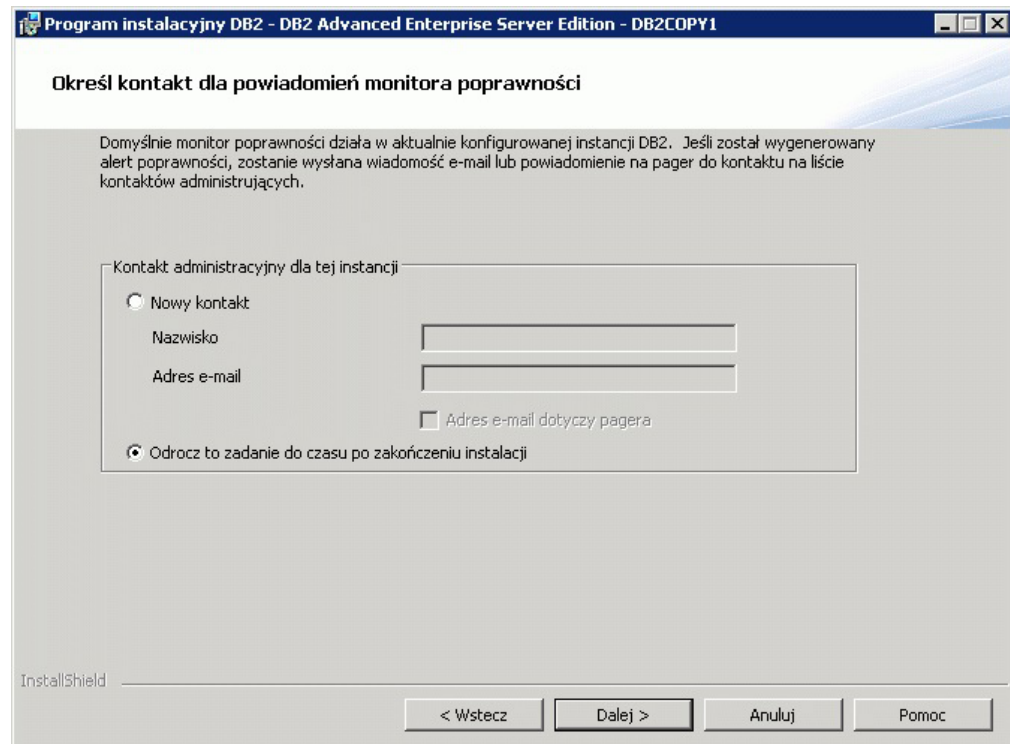 Program instalacyjny DB2 - DB2 Advanced Enterprise Server Edition - DB2COPY1
Określ kontakt dla powiadomień monitora poprawności
Domyślnie monitor poprawności działa w aktualnie konfigurowanej instancji DB2. Jeśli został wygenerowany
alert poprawności, zostanie wysłana wiadomość e-mail lub powiadomienie na pager do kontaktu na liście
kontaktów administrujących.
Kontakt administracyjny dla tej instancji
Nowy kontakt
Nazwisko
Adres e-mail
Adres e-mail dotyczy pagera
Odrocz to zadanie do czasu po zakończeniu instalacji
InstallShield
< Wstecz
Dalej >
Anuluj
Pomoc